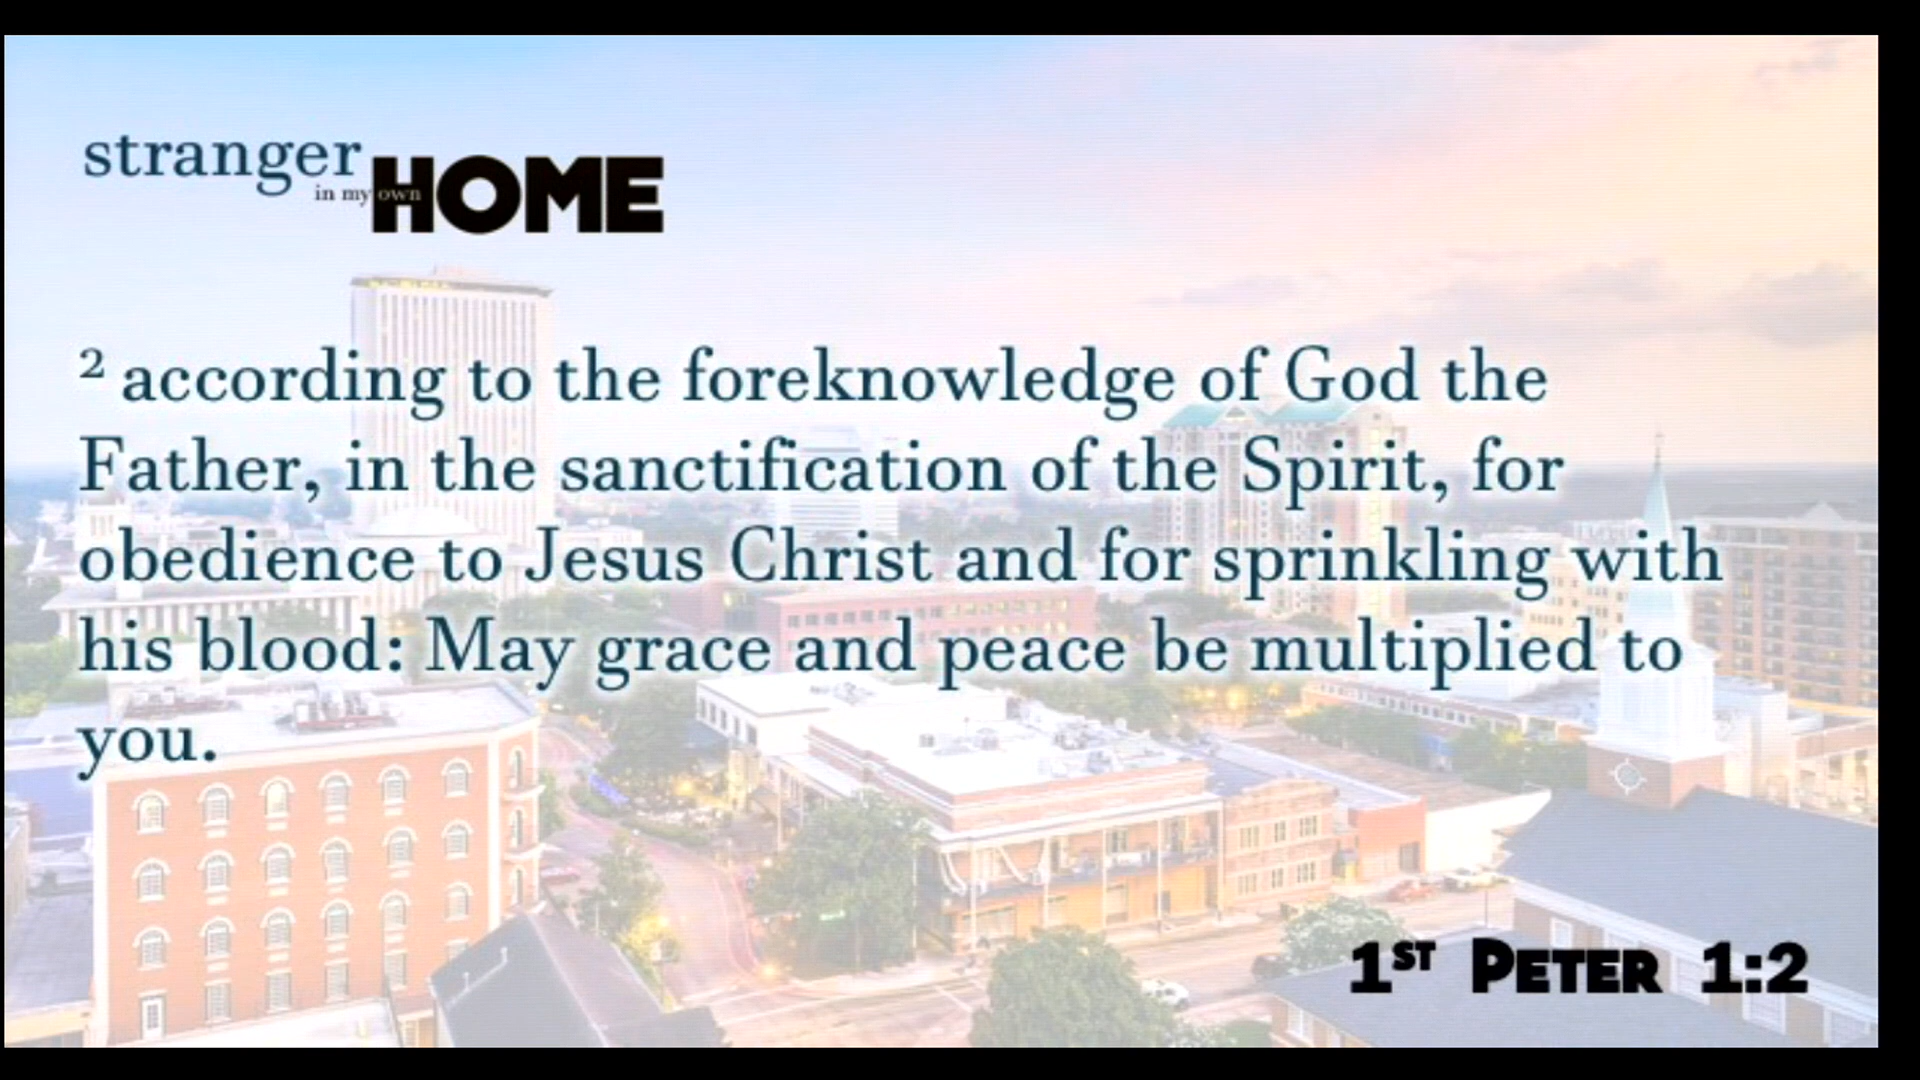 stranger
in my own
HOME
² according to the foreknowledge of God the
Father, in the sanctification of the Spirit, for
obedience to Jesus Christ and for sprinkling with
his blood: May grace and peace be multiplied to
you.
1ST PETER 1:2